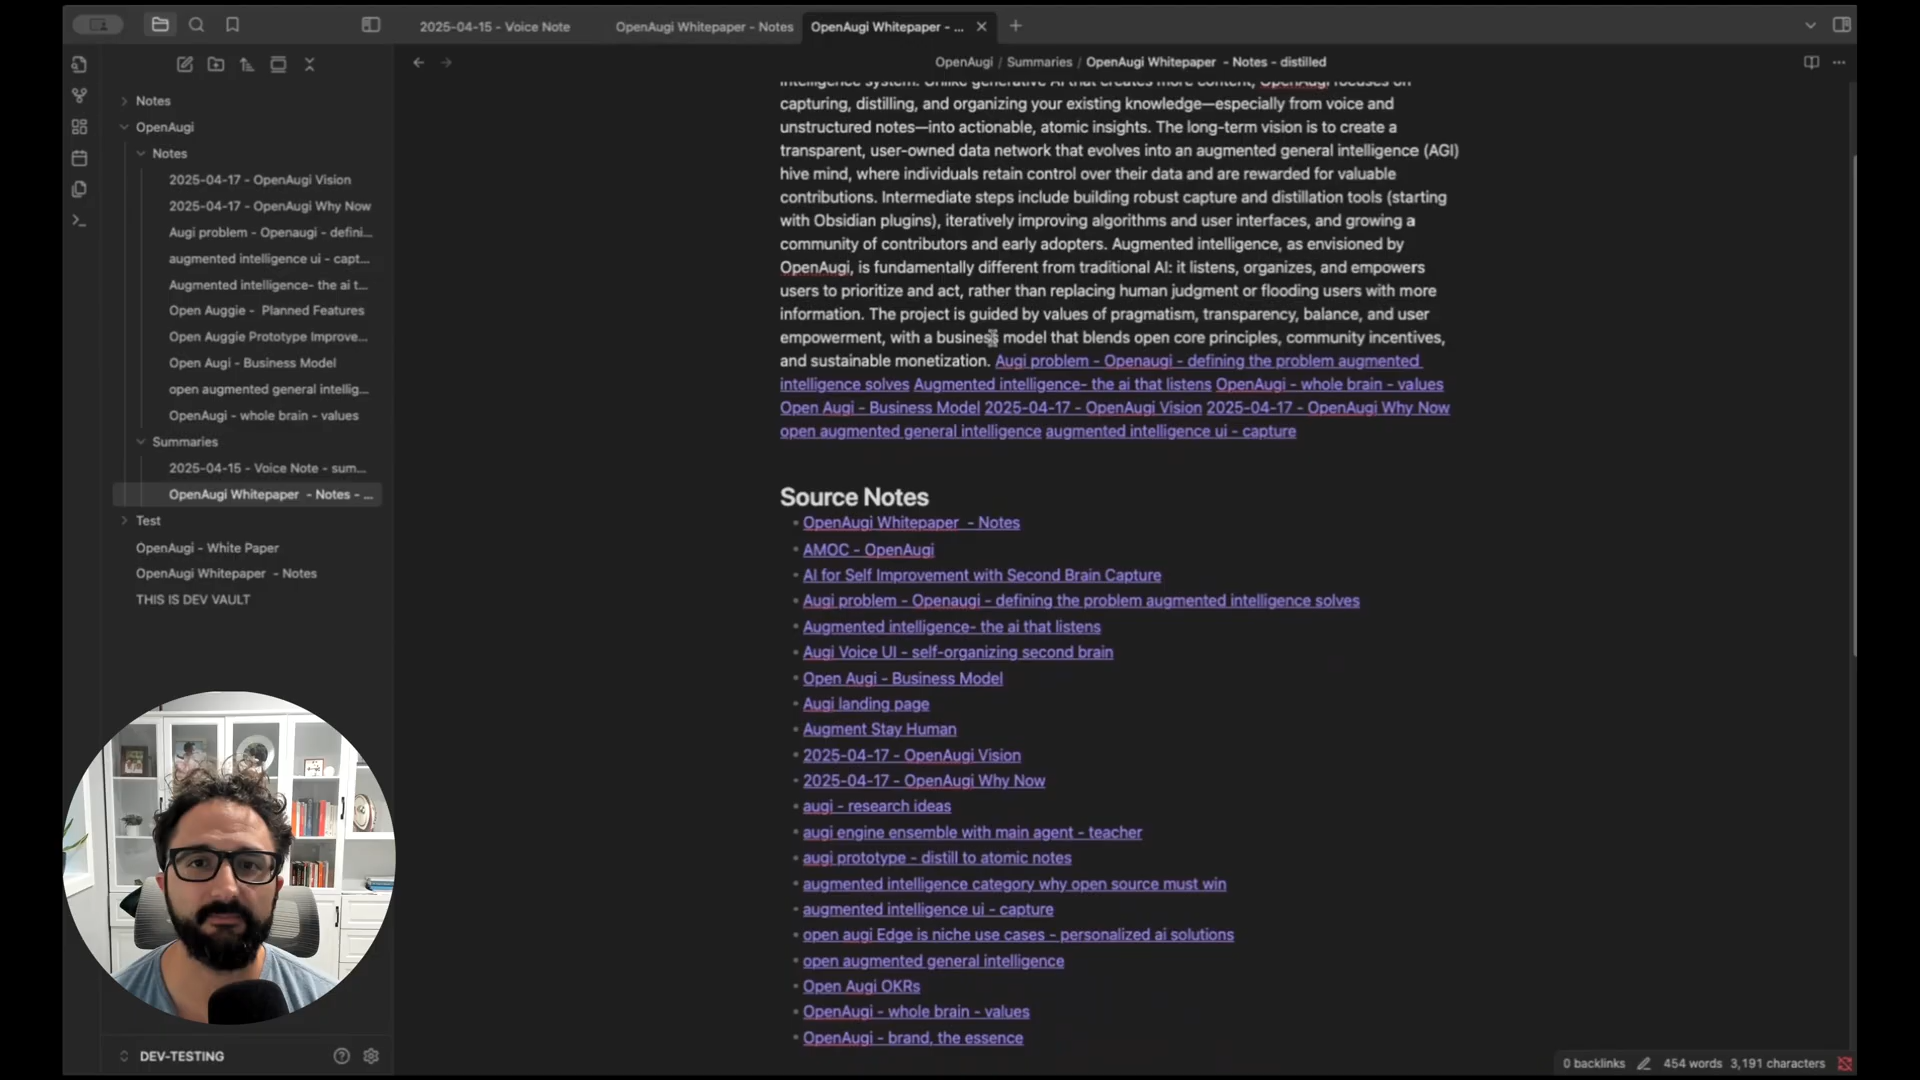 2025-04-15 - Voice Note
OpenAugi Whitepaper - Notes
OpenAugi Whitepaper - ...
OpenAugi / Summaries / OpenAugi Whitepaper - Notes - distilled
Notes
OpenAugi
Notes
2025-04-17 - OpenAugi Vision
2025-04-17 - OpenAugi Why Now
Augi problem - Openaugi - defini...
augmented intelligence ui - capt...
Augmented intelligence- the ai t...
Open Auggie - Planned Features
Open Auggie Prototype Improve...
Open Augi - Business Model
open augmented general intellig...
OpenAugi - whole brain - values
Summaries
2025-04-15 - Voice Note - sum...
OpenAugi Whitepaper - Notes - ...
Test
OpenAugi - White Paper
OpenAugi Whitepaper - Notes
THIS IS DEV VAULT
DEV-TESTING
intelligence system. Unlike generative AI that creates more content, OpenAugi focuses on
capturing, distilling, and organizing your existing knowledge—especially from voice and
unstructured notes—into actionable, atomic insights. The long-term vision is to create a
transparent, user-owned data network that evolves into an augmented general intelligence (AGI)
hive mind, where individuals retain control over their data and are rewarded for valuable
contributions. Intermediate steps include building robust capture and distillation tools (starting
with Obsidian plugins), iteratively improving algorithms and user interfaces, and growing a
community of contributors and early adopters. Augmented intelligence, as envisioned by
OpenAugi, is fundamentally different from traditional AI: it listens, organizes, and empowers
users to prioritize and act, rather than replacing human judgment or flooding users with more
information. The project is guided by values of pragmatism, transparency, balance, and user
empowerment, with a business model that blends open core principles, community incentives,
and sustainable monetization. Augi problem - Openaugi - defining the problem augmented
intelligence solves Augmented intelligence- the ai that listens OpenAugi - whole brain - values
Open Augi - Business Model 2025-04-17 - OpenAugi Vision 2025-04-17 - OpenAugi Why Now
open augmented general intelligence augmented intelligence ui - capture
Source Notes
OpenAugi Whitepaper - Notes
AMOC - OpenAugi
AI for Self Improvement with Second Brain Capture
Augi problem - Openaugi - defining the problem augmented intelligence solves
Augmented intelligence- the ai that listens
Augi Voice UI - self-organizing second brain
Open Augi - Business Model
Augi landing page
Augment Stay Human
2025-04-17 - OpenAugi Vision
2025-04-17 - OpenAugi Why Now
augi - research ideas
augi engine ensemble with main agent - teacher
augi prototype - distill to atomic notes
augmented intelligence category why open source must win
augmented intelligence ui - capture
open augi Edge is niche use cases - personalized ai solutions
open augmented general intelligence
Open Augi OKRs
OpenAugi - whole brain - values
OpenAugi - brand, the essence
0 backlinks 454 words 3,191 characters